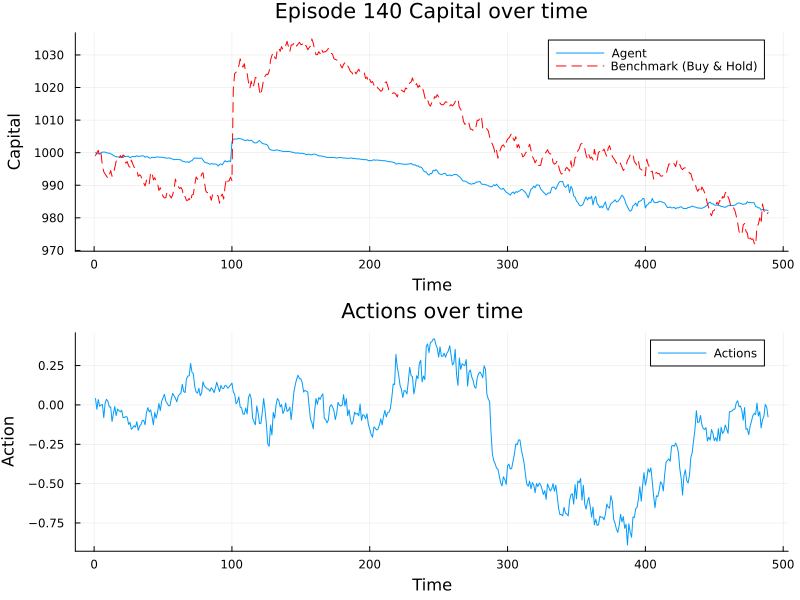 Episode 140 Capital over time
Capital
1030
1020
1010
1000
990
980
970
Agent
Benchmark (Buy & Hold)
0 100 200 300 400 500
Time
Actions over time
Action
0.25
0.00
−0.25
−0.50
−0.75
Actions
0 100 200 300 400 500
Time